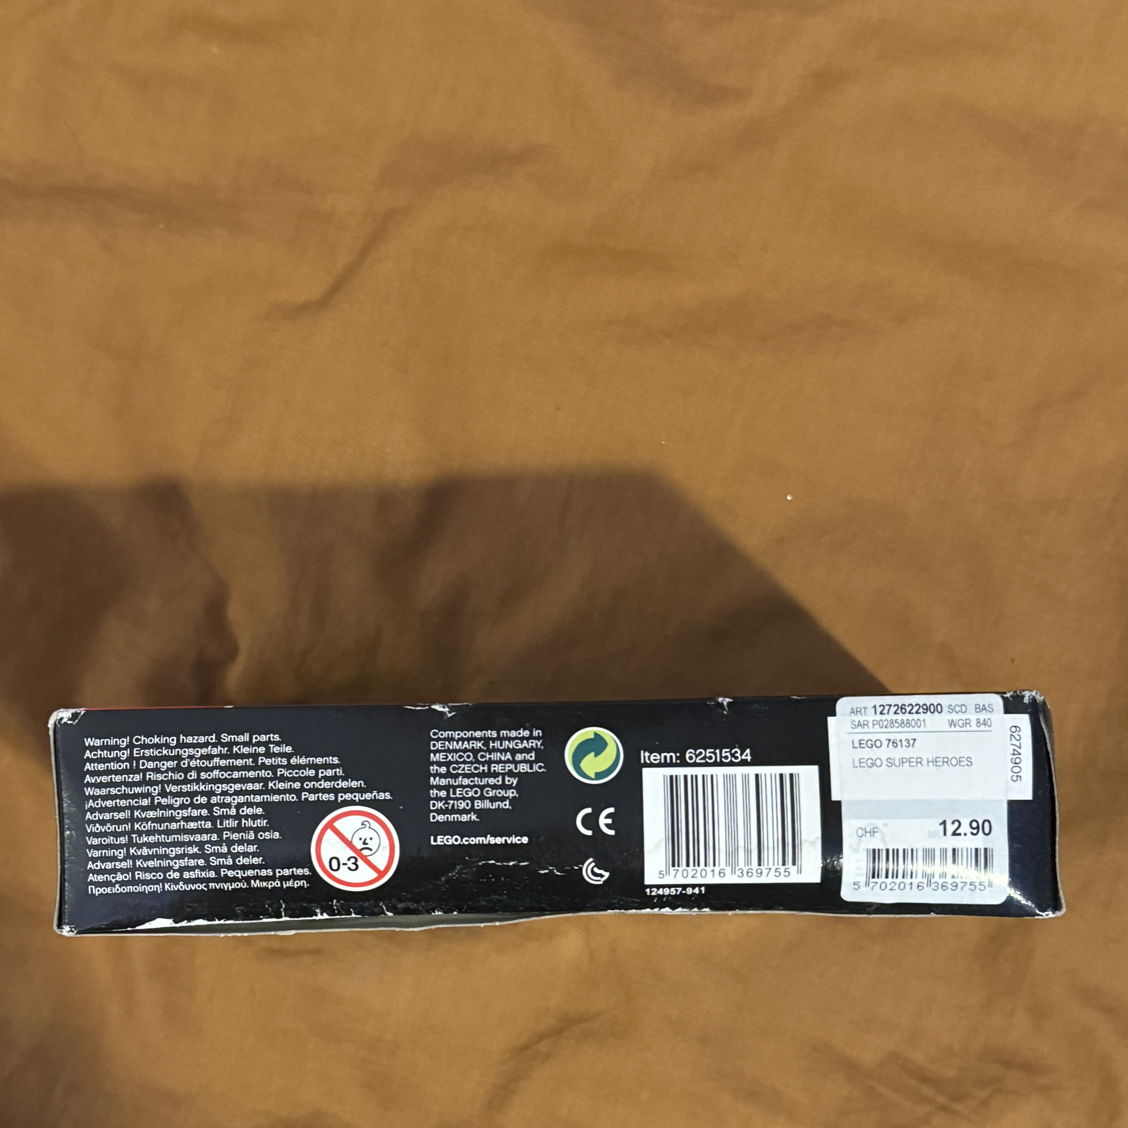 Warning! Choking hazard. Small parts.
Achtung! Erstickungsgefahr. Kleine Teile.
Attention ! Danger d'étouffement. Petits éléments.
Avvertenza! Rischio di soffocamento. Piccole parti.
Waarschuwing! Verstikkingsgevaar. Kleine onderdelen.
¡Advertencia! Peligro de atragantamiento. Partes pequeñas.
Advarsel! Kvælningsfare. Små dele.
Viðvörun! Köfnunarhætta. Litlir hlutir.
Varoitus! Tukehtumisvaara. Pieniä osia.
Varning! Kvävningsrisk. Små delar.
Advarsel! Kvelningsfare. Små deler.
Atenção! Risco de asfixia. Pequenas partes.
Προειδοποίηση! Κίνδυνος πνιγμού. Μικρά μέρη.
0-3
Components made in
DENMARK, HUNGARY,
MEXICO, CHINA and
the CZECH REPUBLIC.
Manufactured by
the LEGO Group,
DK-7190 Billund,
Denmark.
LEGO.com/service
CE
Item: 6251534
5 702016 369755
124957-941
ART 1272622900 SCD BAS
SAR P028588001 WGR 840
LEGO 76137
LEGO SUPER HEROES
CHF 12.90
5 702016 369755
6274905